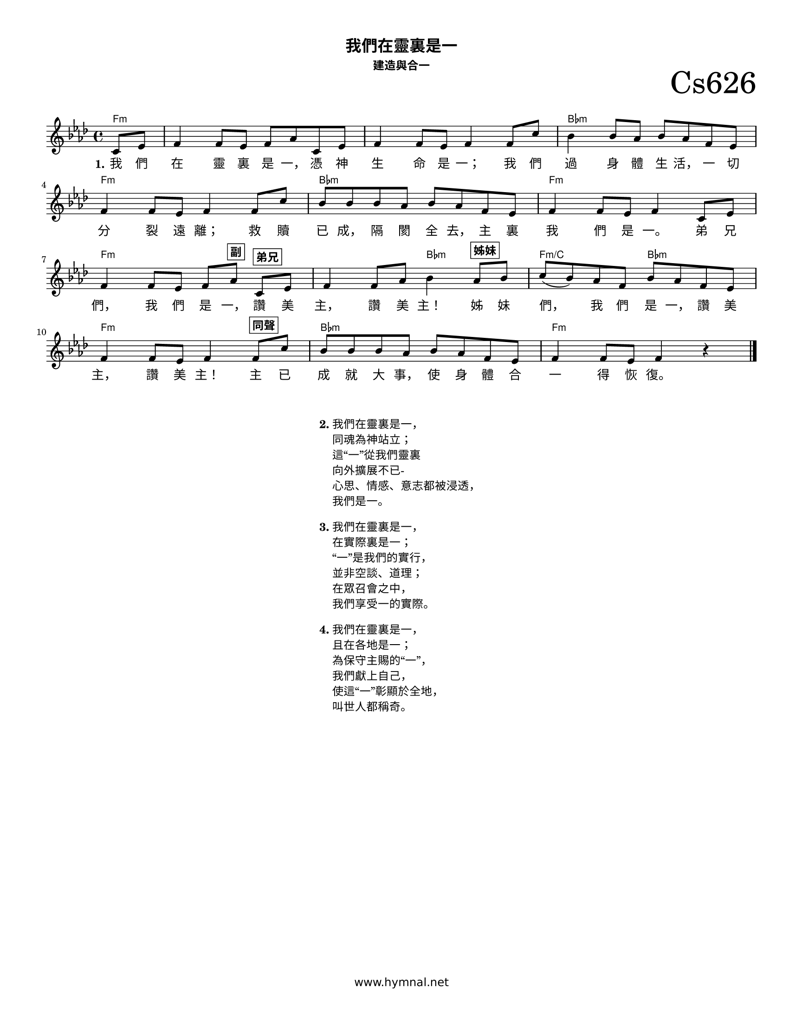 我們在靈裏是一
建造與合一
Cs626
Fm B♭m
1. 我 們 在 靈 裏 是 一， 憑 神 生 命 是 一； 我 們 過 身 體 生 活， 一 切
4 Fm B♭m Fm
分 裂 遠 離； 救 贖 已 成， 隔 閡 全 去， 主 裏 我 們 是 一。 弟 兄
副 弟兄 姊妹
7 Fm B♭m Fm/C B♭m
們， 我 們 是 一， 讚 美 主， 讚 美 主！ 姊 妹 們， 我 們 是 一， 讚 美
同聲
10 Fm B♭m Fm
主， 讚 美 主！ 主 已 成 就 大 事， 使 身 體 合 一 得 恢 復。
2. 我們在靈裏是一，
同魂為神站立；
這“一”從我們靈裏
向外擴展不已-
心思、情感、意志都被浸透，
我們是一。
3. 我們在靈裏是一，
在實際裏是一；
“一”是我們的實行，
並非空談、道理；
在眾召會之中，
我們享受一的實際。
4. 我們在靈裏是一，
且在各地是一；
為保守主賜的“一”，
我們獻上自己，
使這“一”彰顯於全地，
叫世人都稱奇。
www.hymnal.net